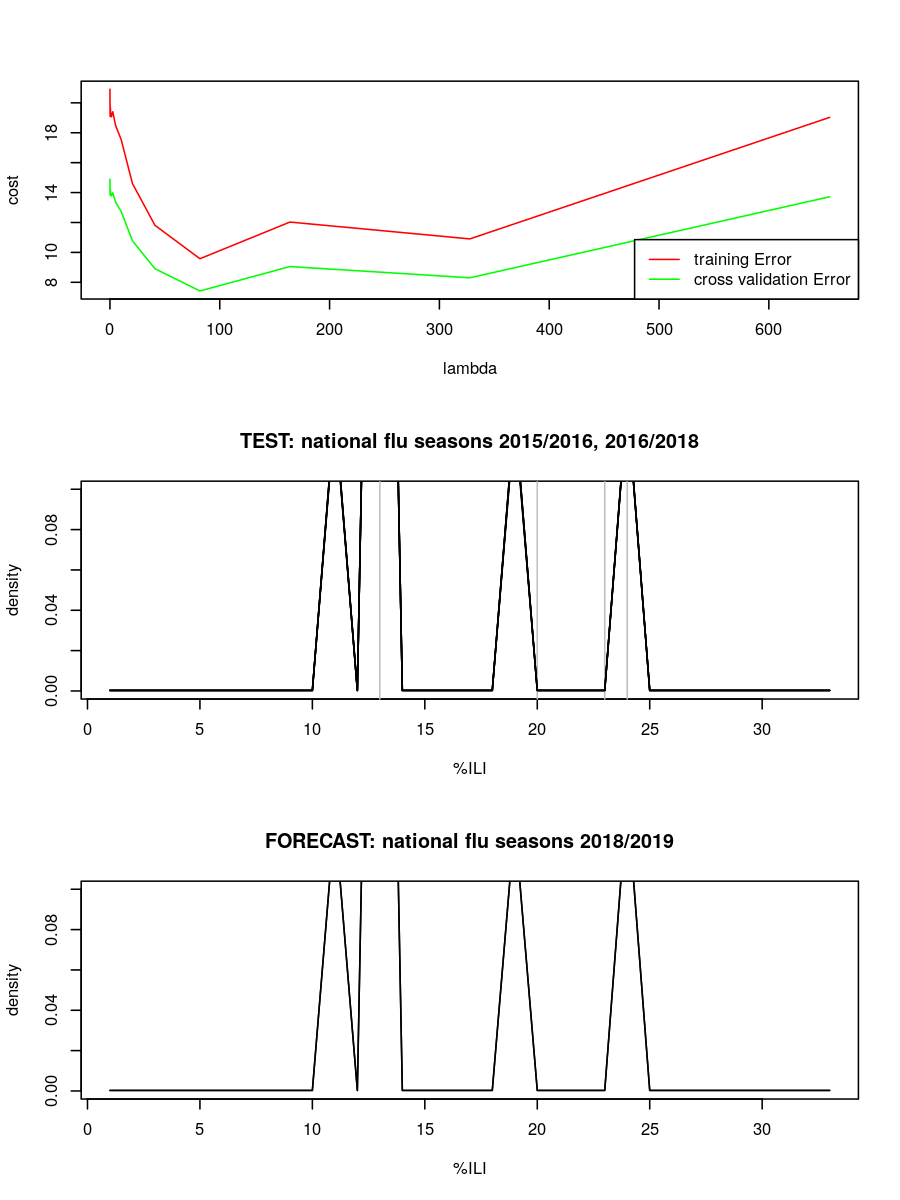 18
14
10
8
cost
training Error
cross validation Error
0 100 200 300 400 500 600
lambda
TEST: national flu seasons 2015/2016, 2016/2018
0.08
0.04
0.00
density
0 5 10 15 20 25 30
%ILI
FORECAST: national flu seasons 2018/2019
0.08
0.04
0.00
density
0 5 10 15 20 25 30
%ILI